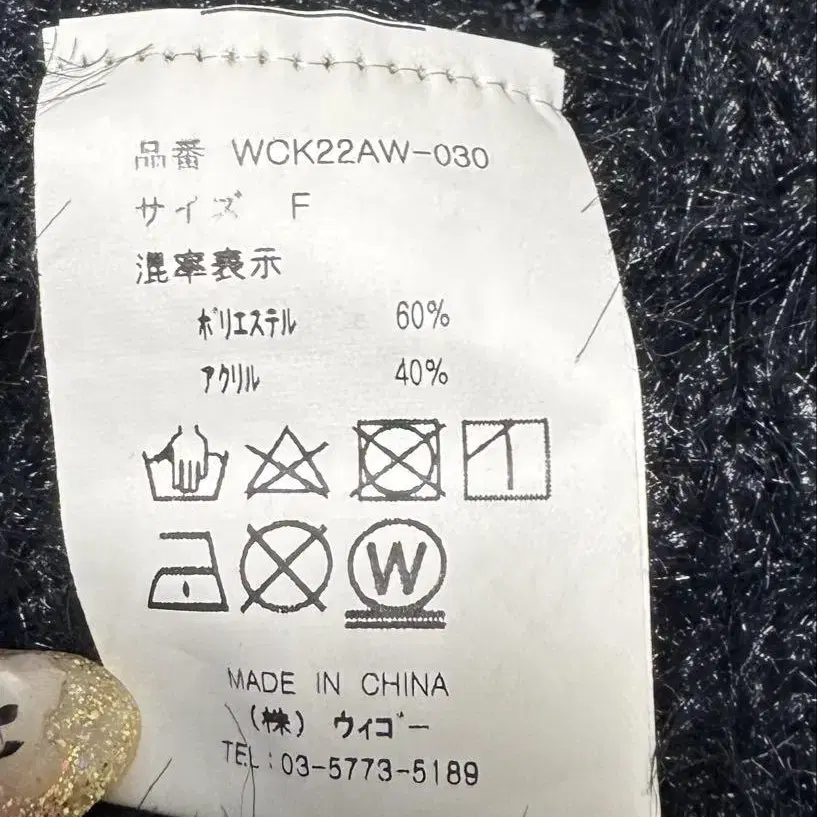 品番 WCK22AW-030
サイズ F
混率表示
ポリエステル 60%
アクリル 40%
W
MADE IN CHINA
(株) ウィゴー
TEL:03-5773-5189